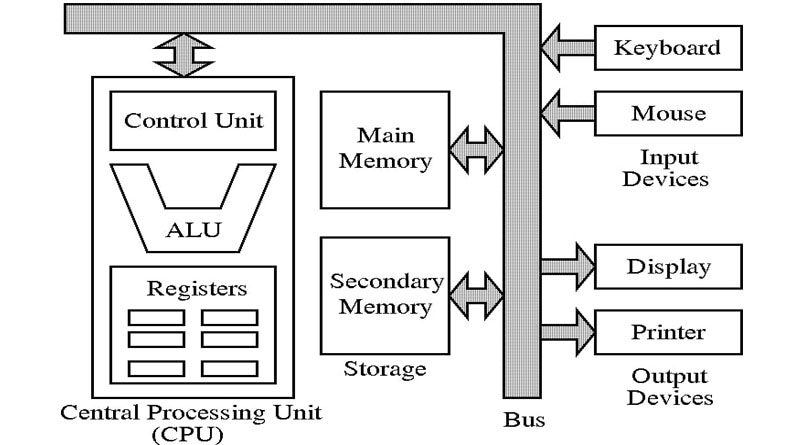 Control Unit
ALU
Registers
Central Processing Unit
(CPU)
Main
Memory
Secondary
Memory
Storage
Bus
Keyboard
Mouse
Input
Devices
Display
Printer
Output
Devices